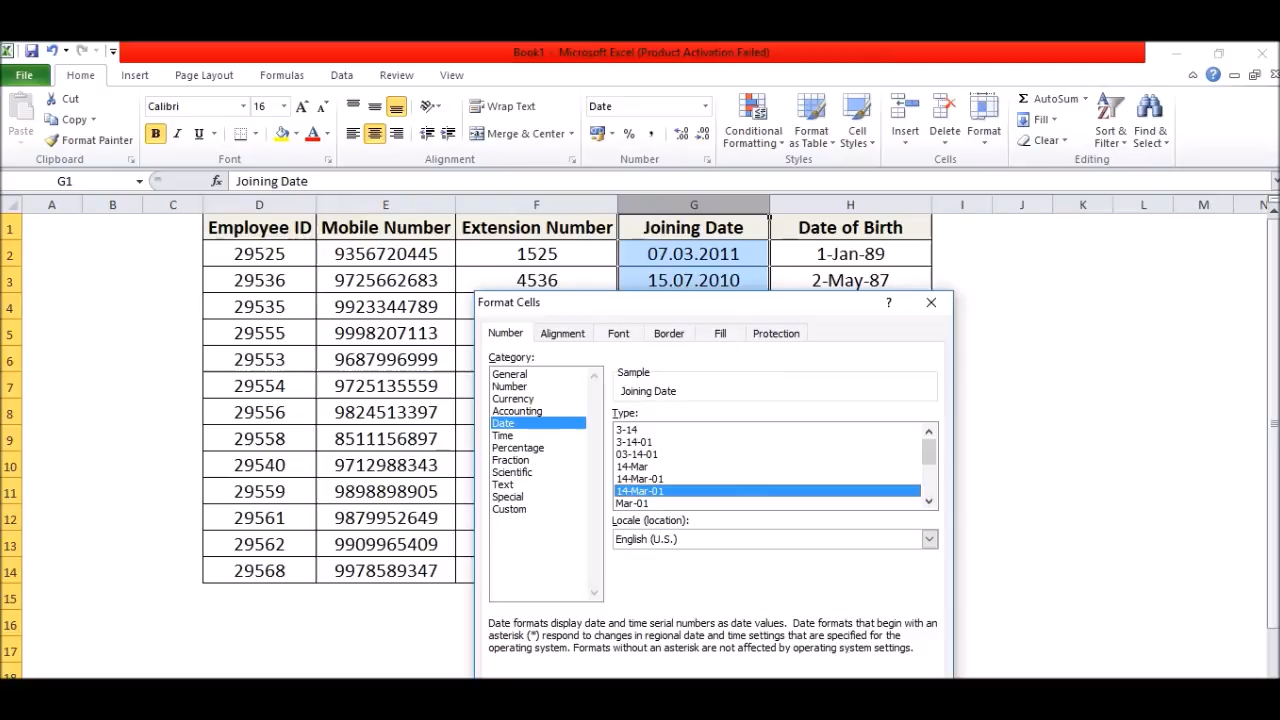 Book1 - Microsoft Excel (Product Activation Failed)
File Home Insert Page Layout Formulas Data Review View
Paste Cut Copy Format Painter Clipboard
Calibri 16 B I U A Font
Wrap Text Merge & Center Alignment
Date % , Number
Conditional Formatting Format as Table Cell Styles Styles
Insert Delete Format Cells
Σ AutoSum Fill Clear Sort & Filter Find & Select Editing
G1 fx Joining Date
A B C D E F G H I J K L M N
1 Employee ID Mobile Number Extension Number Joining Date Date of Birth
2 29525 9356720445 1525 07.03.2011 1-Jan-89
3 29536 9725662683 4536 15.07.2010 2-May-87
4 29535 9923344789
5 29555 9998207113
6 29553 9687996999
7 29554 9725135559
8 29556 9824513397
9 29558 8511156897
10 29540 9712988343
11 29559 9898898905
12 29561 9879952649
13 29562 9909965409
14 29568 9978589347
15
16
17
18
Format Cells ?
Number Alignment Font Border Fill Protection
Category:
General
Number
Currency
Accounting
Date
Time
Percentage
Fraction
Scientific
Text
Special
Custom
Sample
Joining Date
Type:
3-14
3-14-01
03-14-01
14-Mar
14-Mar-01
14-Mar-01
Mar-01
Locale (location):
English (U.S.)
Date formats display date and time serial numbers as date values. Date formats that begin with an
asterisk (*) respond to changes in regional date and time settings that are specified for the
operating system. Formats without an asterisk are not affected by operating system settings.